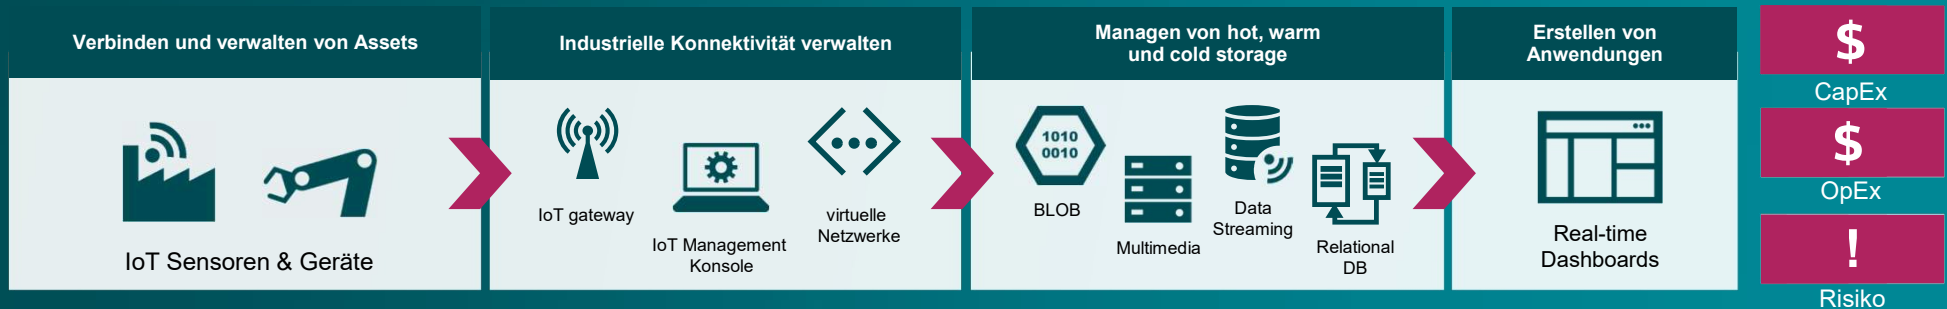 Verbinden und verwalten von Assets
IoT Sensoren & Geräte
Industrielle Konnektivität verwalten
IoT gateway
IoT Management
Konsole
virtuelle
Netzwerke
Managen von hot, warm
und cold storage
1010
0010
BLOB
Multimedia
Data
Streaming
Relational
DB
Erstellen von
Anwendungen
Real-time
Dashboards
$
CapEx
$
OpEx
!
Risiko